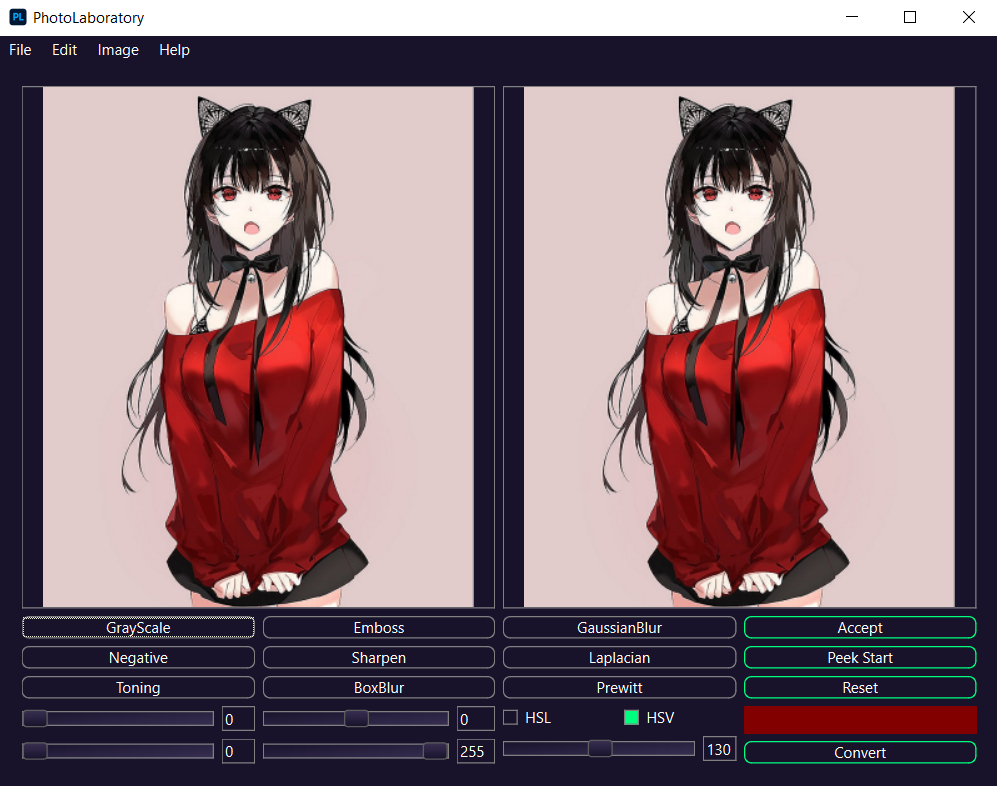 PL PhotoLaboratory
File Edit Image Help
GrayScale Emboss GaussianBlur Accept
Negative Sharpen Laplacian Peek Start
Toning BoxBlur Prewitt Reset
0 0 HSL HSV
0 255 130 Convert